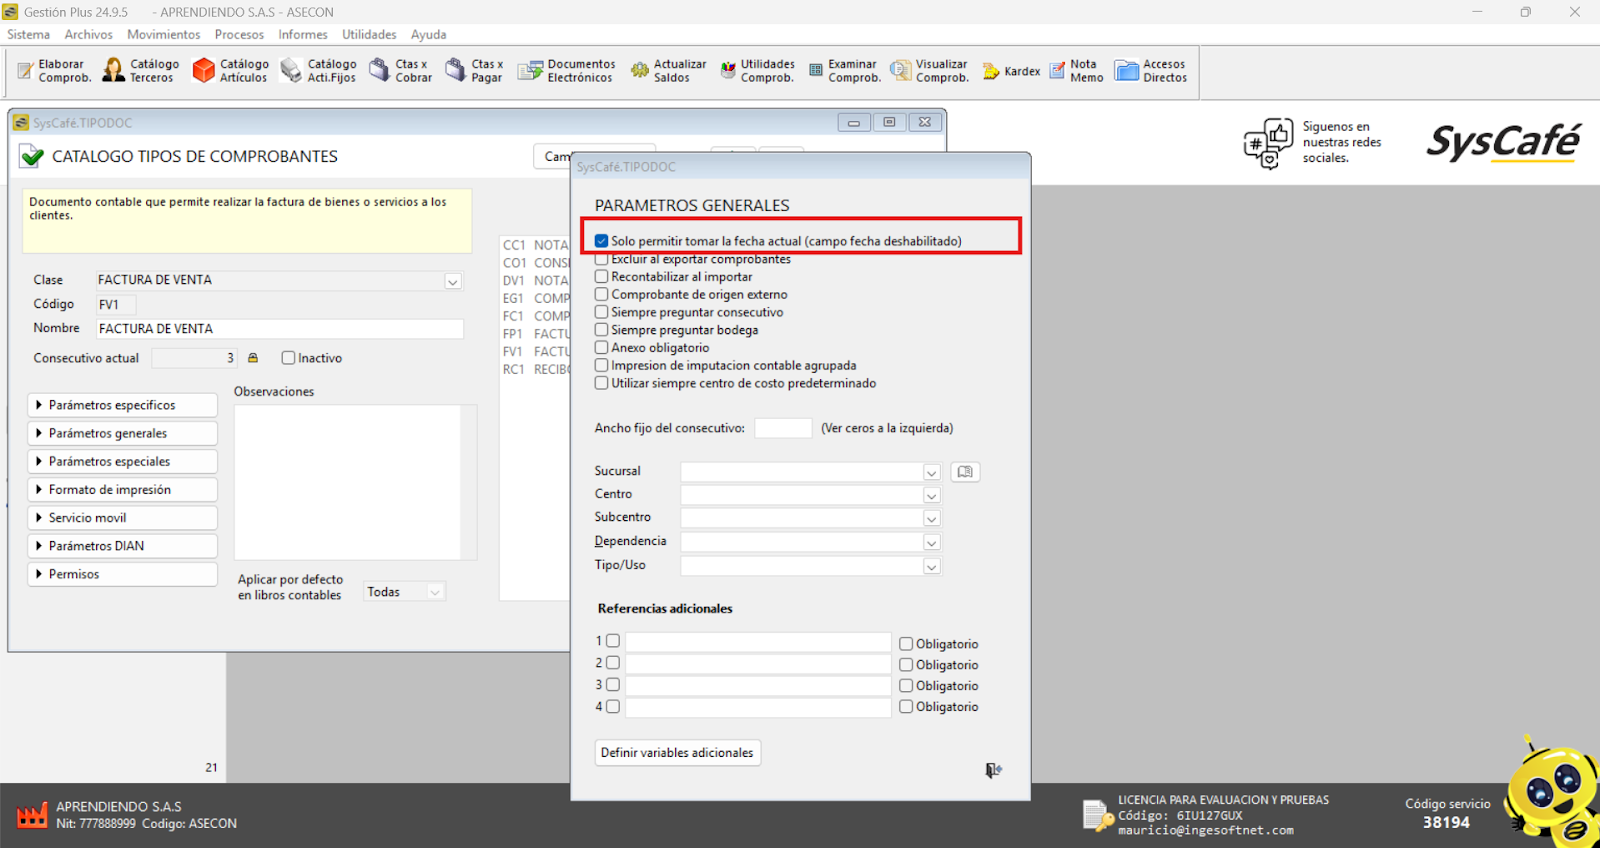 Gestión Plus 24.9.5 - APRENDIENDO S.A.S - ASECON
Sistema Archivos Movimientos Procesos Informes Utilidades Ayuda
Elaborar Comprob.
Catálogo Terceros
Catálogo Artículos
Catálogo Acti.Fijos
Ctas x Cobrar
Ctas x Pagar
Documentos Electrónicos
Actualizar Saldos
Utilidades Comprob.
Examinar Comprob.
Visualizar Comprob.
Kardex
Nota Memo
Accesos Directos
Siguenos en
nuestras redes
sociales.
SysCafé
SysCafé.TIPODOC
CATALOGO TIPOS DE COMPROBANTES
Documento contable que permite realizar la factura de bienes o servicios a los
clientes.
Clase FACTURA DE VENTA
Código FV1
Nombre FACTURA DE VENTA
Consecutivo actual 3 Inactivo
Parámetros especificos
Parámetros generales
Parámetros especiales
Formato de impresión
Servicio movil
Parámetros DIAN
Permisos
Observaciones
Aplicar por defecto
en libros contables Todas
CC1 NOTA
CO1 CONS
DV1 NOTA
EG1 COMP
FC1 COMP
FP1 FACTU
FV1 FACTU
RC1 RECIBO
SysCafé.TIPODOC
PARAMETROS GENERALES
Solo permitir tomar la fecha actual (campo fecha deshabilitado)
Excluir al exportar comprobantes
Recontabilizar al importar
Comprobante de origen externo
Siempre preguntar consecutivo
Siempre preguntar bodega
Anexo obligatorio
Impresion de imputacion contable agrupada
Utilizar siempre centro de costo predeterminado
Ancho fijo del consecutivo: (Ver ceros a la izquierda)
Sucursal
Centro
Subcentro
Dependencia
Tipo/Uso
Referencias adicionales
1 Obligatorio
2 Obligatorio
3 Obligatorio
4 Obligatorio
Definir variables adicionales
21
APRENDIENDO S.A.S
Nit: 777888999 Codigo: ASECON
LICENCIA PARA EVALUACION Y PRUEBAS
Código: 6IU127GUX
mauricio@ingesoftnet.com
Código servicio
38194